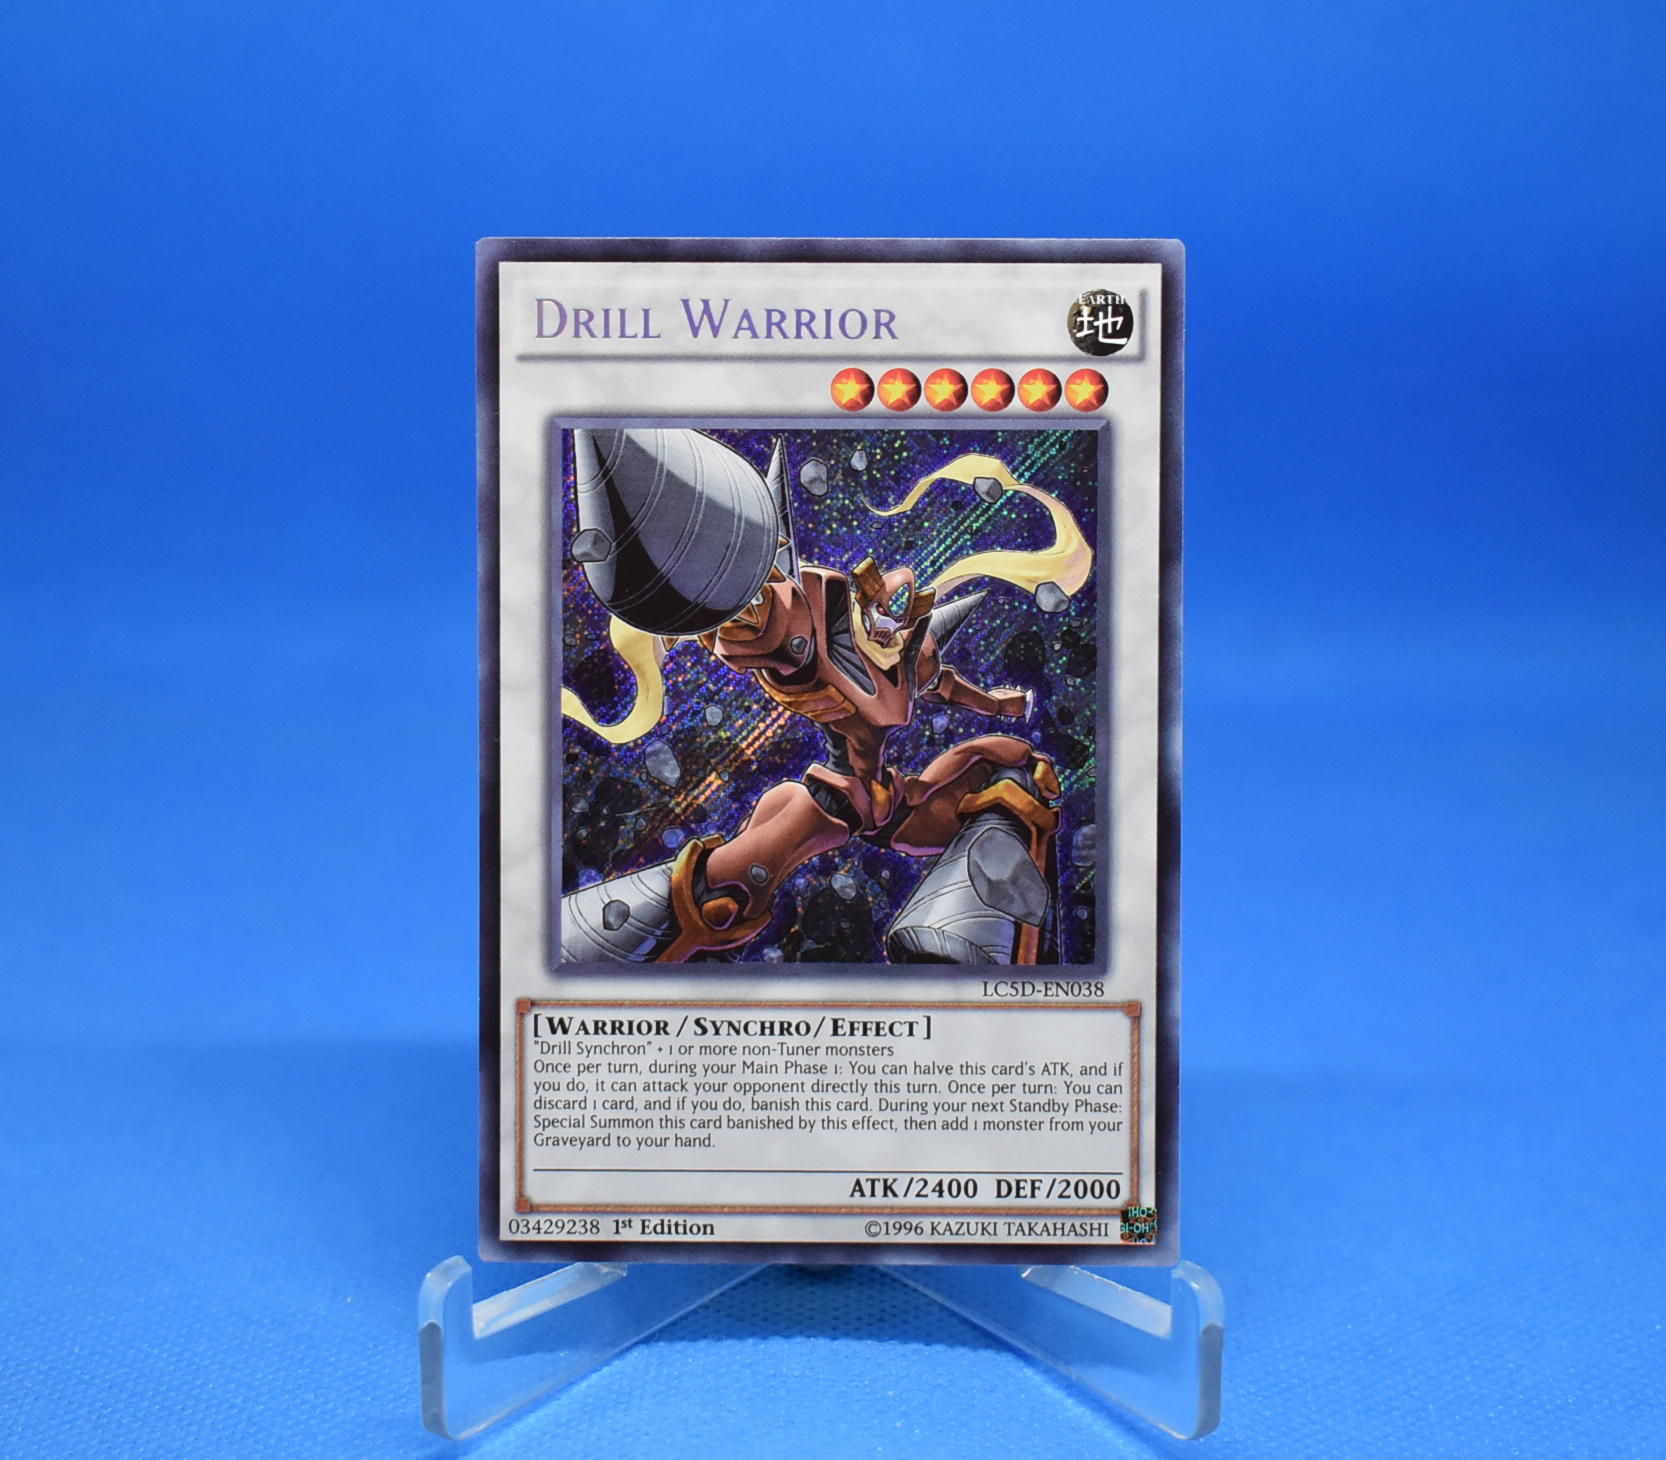 DRILL WARRIOR
EARTH
地
LC5D-EN038
[WARRIOR/SYNCHRO/EFFECT]
"Drill Synchron" + 1 or more non-Tuner monsters
Once per turn, during your Main Phase 1: You can halve this card's ATK, and if
you do, it can attack your opponent directly this turn. Once per turn: You can
discard 1 card, and if you do, banish this card. During your next Standby Phase:
Special Summon this card banished by this effect, then add 1 monster from your
Graveyard to your hand.
ATK/2400 DEF/2000
03429238 1st Edition ©1996 KAZUKI TAKAHASHI